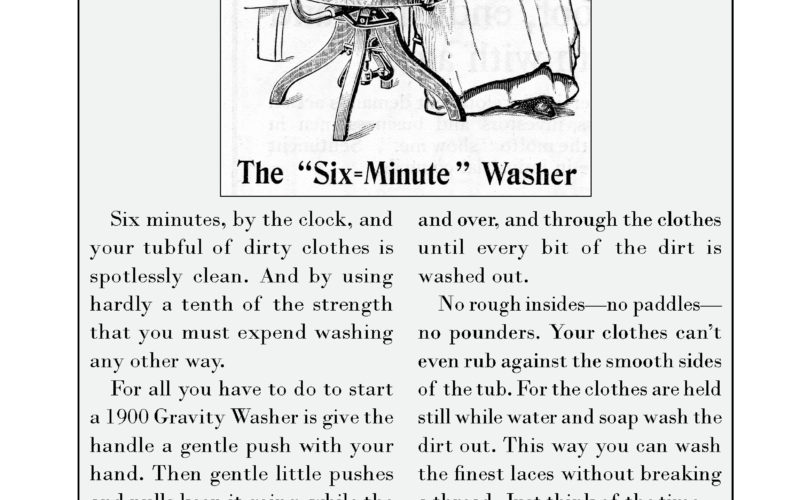 The “Six=Minute” Washer
Six minutes, by the clock, and
your tubful of dirty clothes is
spotlessly clean. And by using
hardly a tenth of the strength
that you must expend washing
any other way.
For all you have to do to start
a 1900 Gravity Washer is give the
handle a gentle push with your
hand. Then gentle little pushes
and over, and through the clothes
until every bit of the dirt is
washed out.
No rough insides—no paddles—
no pounders. Your clothes can’t
even rub against the smooth sides
of the tub. For the clothes are held
still while water and soap wash the
dirt out. This way you can wash
the finest laces without breaking
a thread. Just think of the time